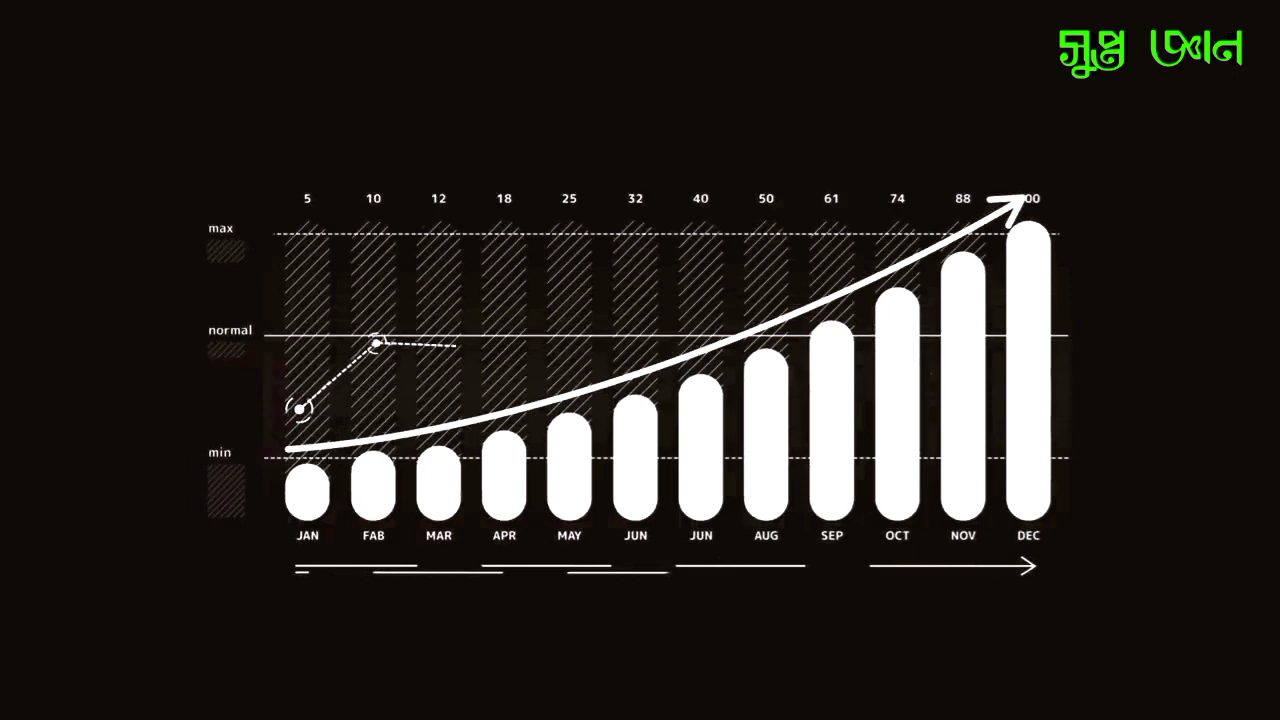 সুপ্ত জ্ঞান
5 10 12 18 25 32 40 50 61 74 88 00
max
normal
min
JAN FAB MAR APR MAY JUN JUN AUG SEP OCT NOV DEC